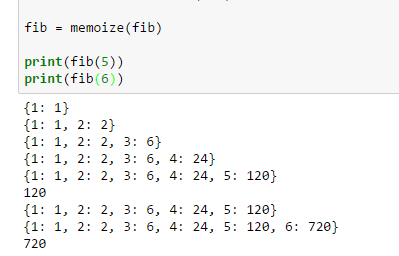 fib = memoize(fib)
print(fib(5))
print(fib(6))
{1: 1}
{1: 1, 2: 2}
{1: 1, 2: 2, 3: 6}
{1: 1, 2: 2, 3: 6, 4: 24}
{1: 1, 2: 2, 3: 6, 4: 24, 5: 120}
120
{1: 1, 2: 2, 3: 6, 4: 24, 5: 120}
{1: 1, 2: 2, 3: 6, 4: 24, 5: 120, 6: 720}
720